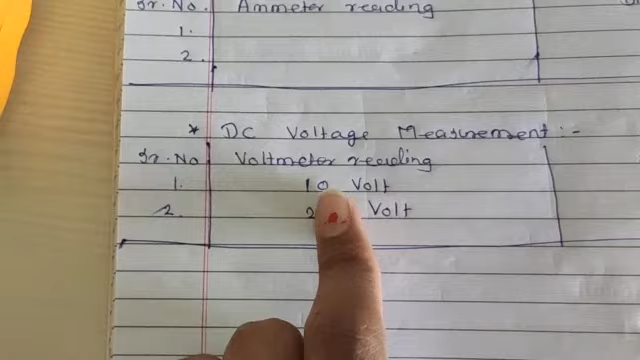 Sr. No. Ammeter reading
1.
2.
* DC Voltage Measurement :-
Sr. No Voltmeter reading
1. 10 Volt
2. Volt